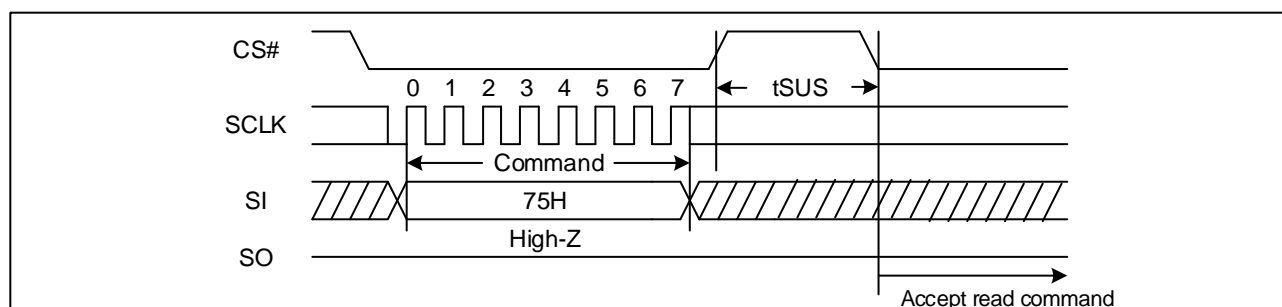 CS#
0 1 2 3 4 5 6 7
tSUS
SCLK
Command
SI
75H
High-Z
SO
Accept read command